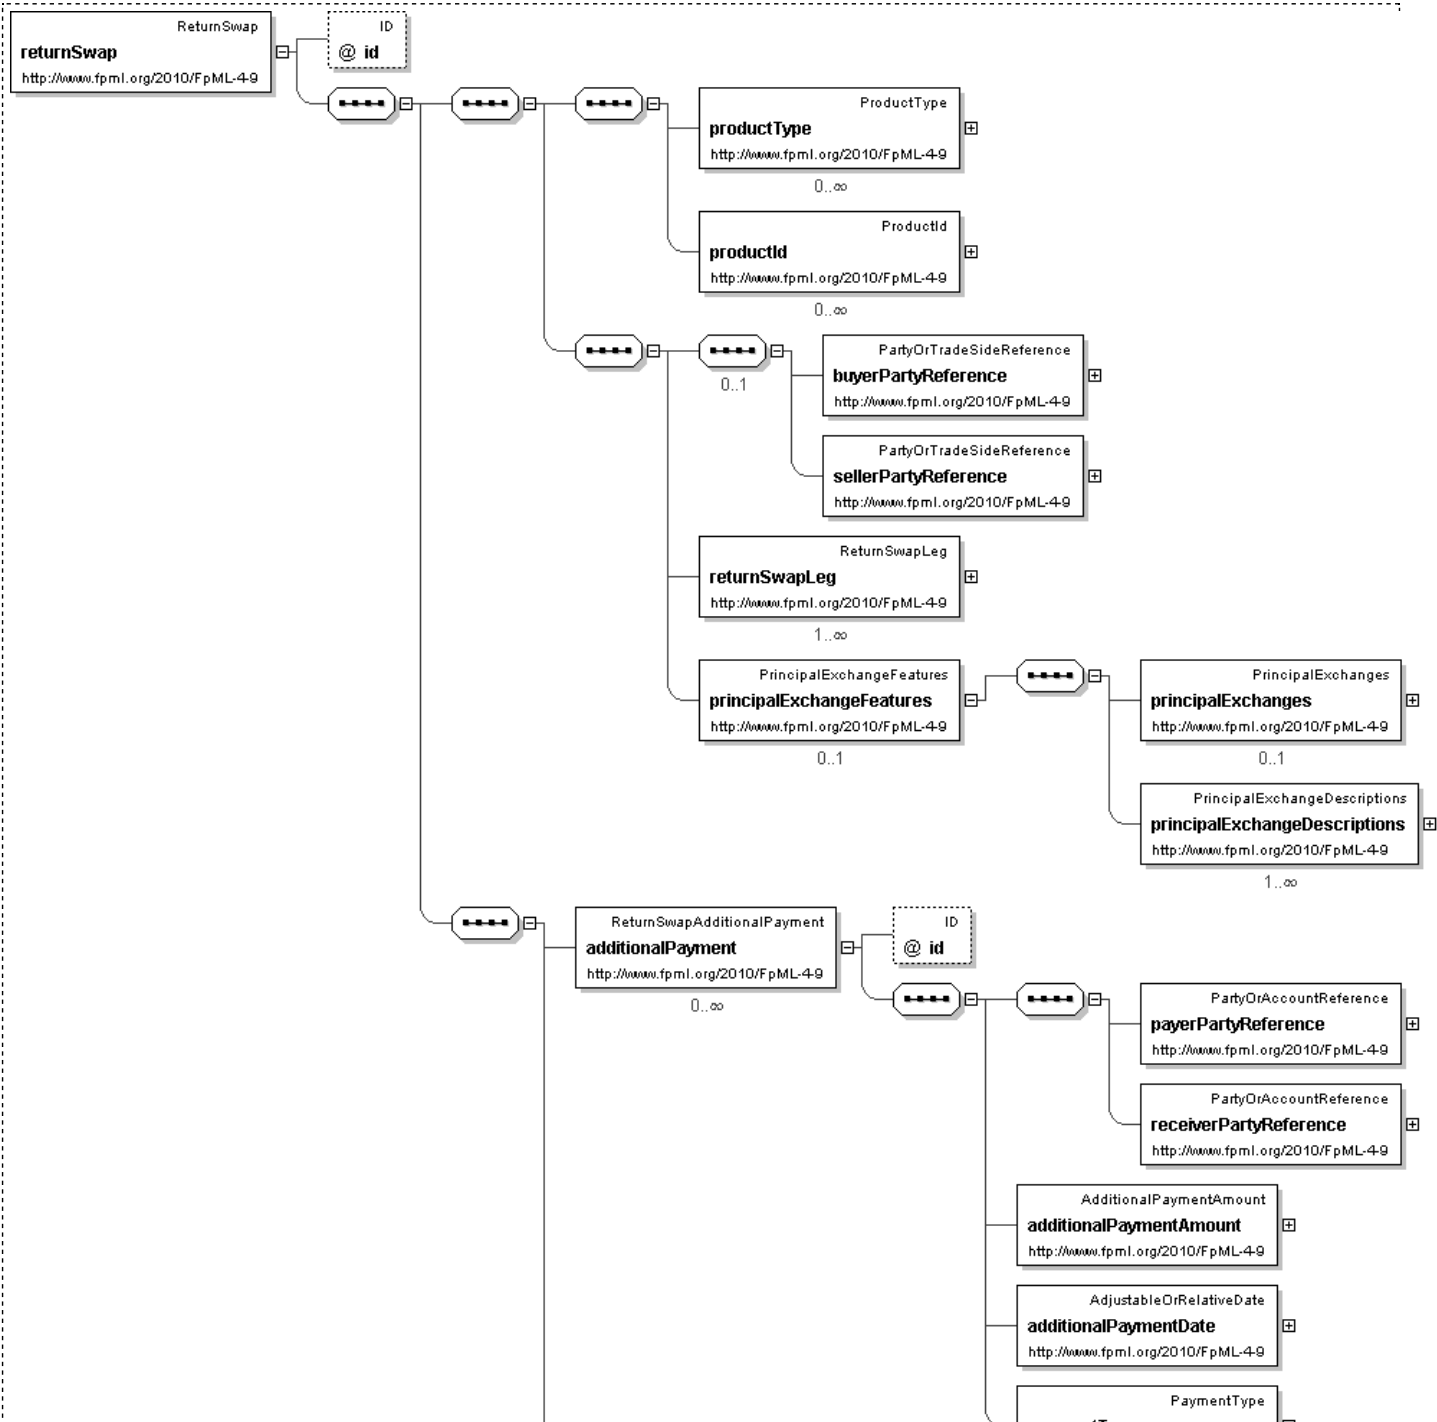 ReturnSwap
returnSwap
http://www.fpml.org/2010/FpML-4-9
ID
@ id
ProductType
productType
http://www.fpml.org/2010/FpML-4-9
0..∞
ProductId
productId
http://www.fpml.org/2010/FpML-4-9
0..∞
PartyOrTradeSideReference
buyerPartyReference
http://www.fpml.org/2010/FpML-4-9
0..1
PartyOrTradeSideReference
sellerPartyReference
http://www.fpml.org/2010/FpML-4-9
ReturnSwapLeg
returnSwapLeg
http://www.fpml.org/2010/FpML-4-9
1..∞
PrincipalExchangeFeatures
principalExchangeFeatures
http://www.fpml.org/2010/FpML-4-9
0..1
PrincipalExchanges
principalExchanges
http://www.fpml.org/2010/FpML-4-9
0..1
PrincipalExchangeDescriptions
principalExchangeDescriptions
http://www.fpml.org/2010/FpML-4-9
1..∞
ReturnSwapAdditionalPayment
additionalPayment
http://www.fpml.org/2010/FpML-4-9
0..∞
ID
@ id
PartyOrAccountReference
payerPartyReference
http://www.fpml.org/2010/FpML-4-9
PartyOrAccountReference
receiverPartyReference
http://www.fpml.org/2010/FpML-4-9
AdditionalPaymentAmount
additionalPaymentAmount
http://www.fpml.org/2010/FpML-4-9
AdjustableOrRelativeDate
additionalPaymentDate
http://www.fpml.org/2010/FpML-4-9
PaymentType